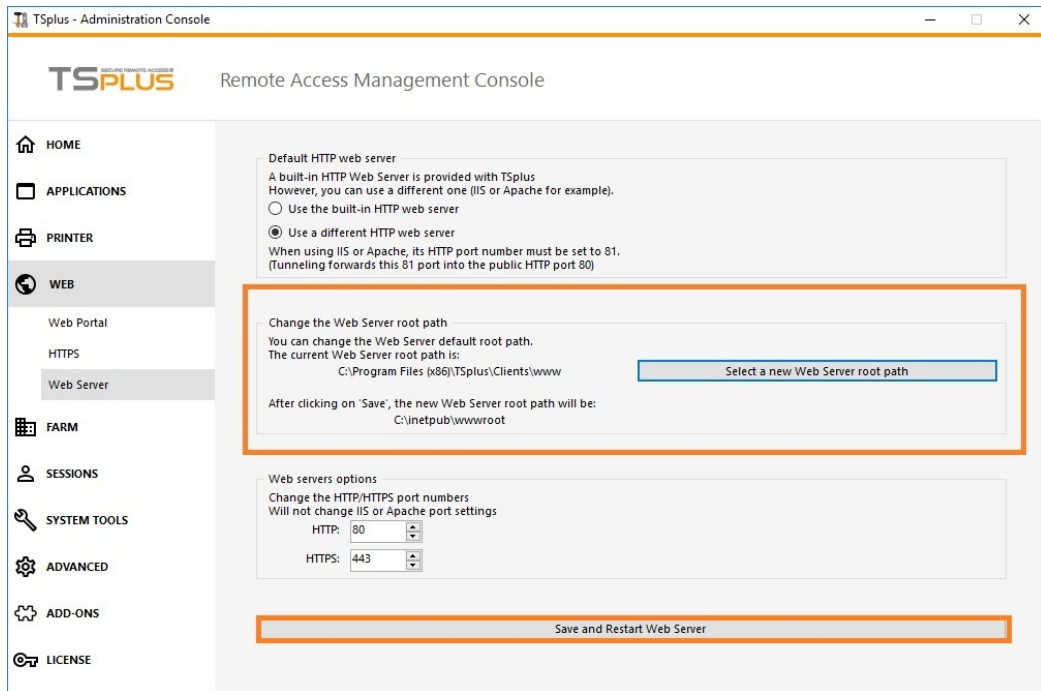 TSplus - Administration Console
SECURE REMOTE ACCESS
TSPLUS
Remote Access Management Console
HOME
APPLICATIONS
PRINTER
WEB
Web Portal
HTTPS
Web Server
FARM
SESSIONS
SYSTEM TOOLS
ADVANCED
ADD-ONS
LICENSE
Default HTTP web server
A built-in HTTP Web Server is provided with TSplus
However, you can use a different one (IIS or Apache for example).
Use the built-in HTTP web server
Use a different HTTP web server
When using IIS or Apache, its HTTP port number must be set to 81.
(Tunneling forwards this 81 port into the public HTTP port 80)
Change the Web Server root path
You can change the Web Server default root path.
The current Web Server root path is:
C:\Program Files (x86)\TSplus\Clients\www
Select a new Web Server root path
After clicking on 'Save', the new Web Server root path will be:
C:\inetpub\wwwroot
Web servers options
Change the HTTP/HTTPS port numbers
Will not change IIS or Apache port settings
HTTP: 80
HTTPS: 443
Save and Restart Web Server